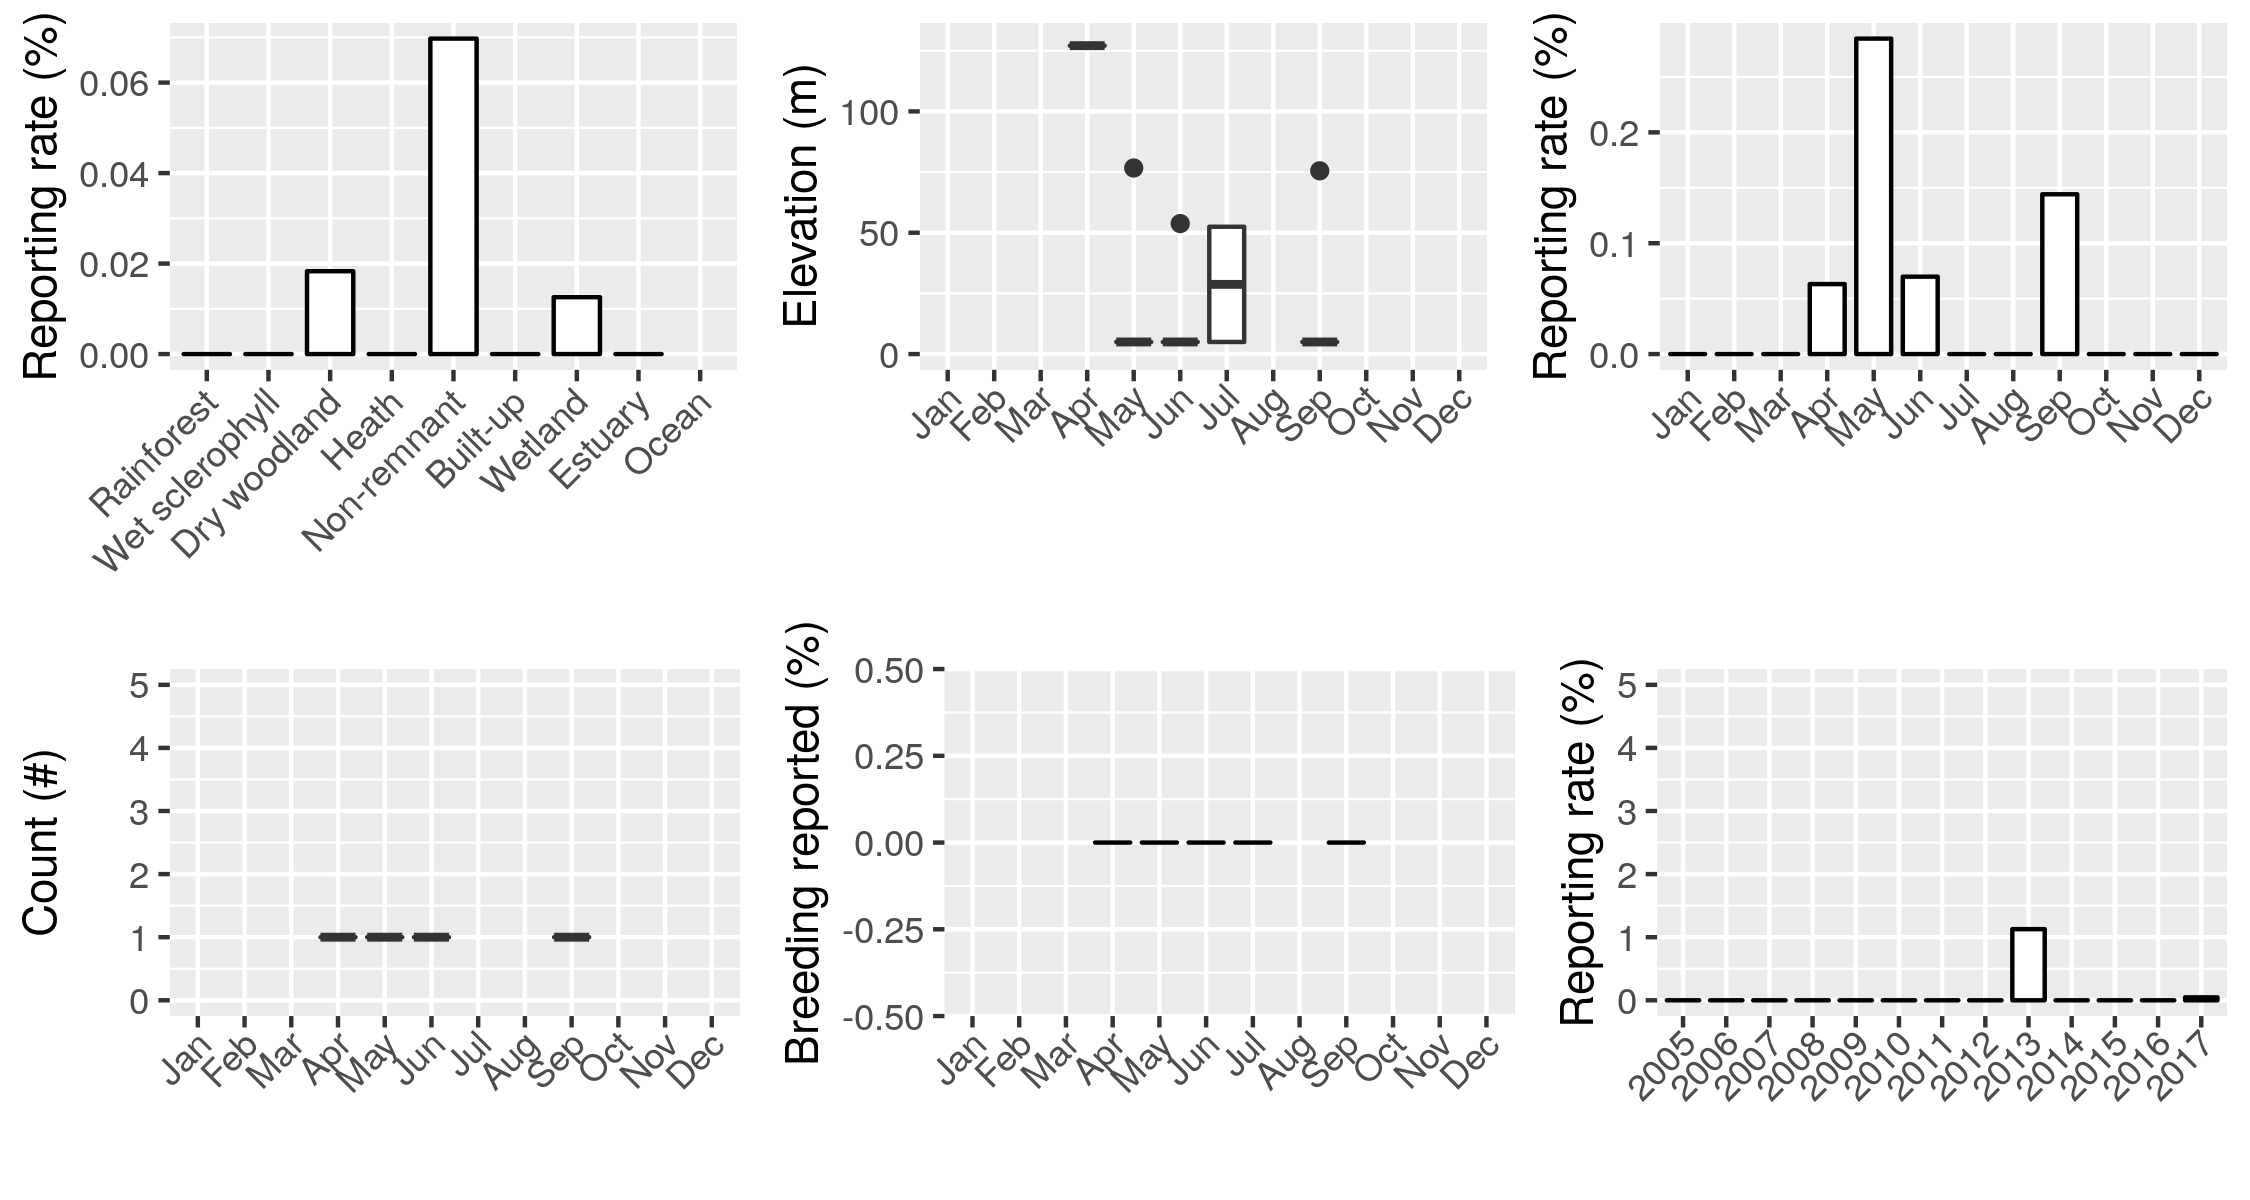 Reporting rate (%)
0.06
0.04
0.02
0.00
Rainforest
Wet sclerophyll
Dry woodland
Heath
Non-remnant
Built-up
Wetland
Estuary
Ocean
Elevation (m)
100
50
0
Jan
Feb
Mar
Apr
May
Jun
Jul
Aug
Sep
Oct
Nov
Dec
Reporting rate (%)
0.2
0.1
0.0
Jan
Feb
Mar
Apr
May
Jun
Jul
Aug
Sep
Oct
Nov
Dec
Count (#)
5
4
3
2
1
0
Jan
Feb
Mar
Apr
May
Jun
Jul
Aug
Sep
Oct
Nov
Dec
Breeding reported (%)
0.50
0.25
0.00
-0.25
-0.50
Jan
Feb
Mar
Apr
May
Jun
Jul
Aug
Sep
Oct
Nov
Dec
Reporting rate (%)
5
4
3
2
1
0
2005
2006
2007
2008
2009
2010
2011
2012
2013
2014
2015
2016
2017